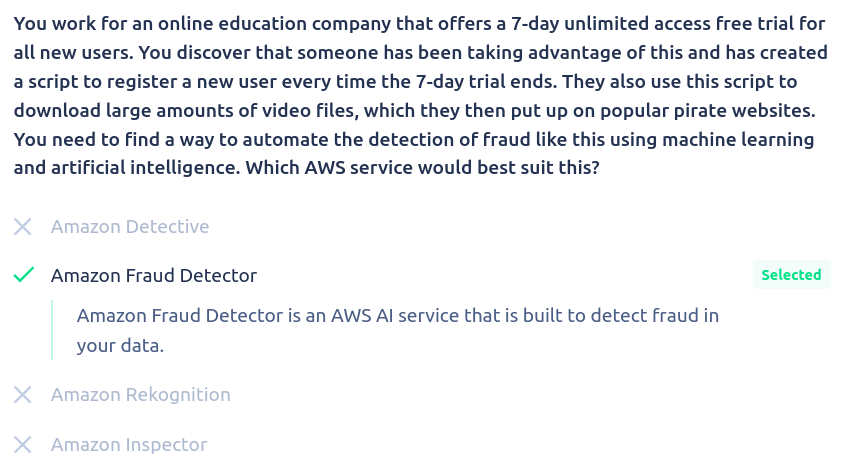 You work for an online education company that offers a 7-day unlimited access free trial for
all new users. You discover that someone has been taking advantage of this and has created
a script to register a new user every time the 7-day trial ends. They also use this script to
download large amounts of video files, which they then put up on popular pirate websites.
You need to find a way to automate the detection of fraud like this using machine learning
and artificial intelligence. Which AWS service would best suit this?
Amazon Detective
Amazon Fraud Detector
Selected
Amazon Fraud Detector is an AWS AI service that is built to detect fraud in
your data.
Amazon Rekognition
Amazon Inspector